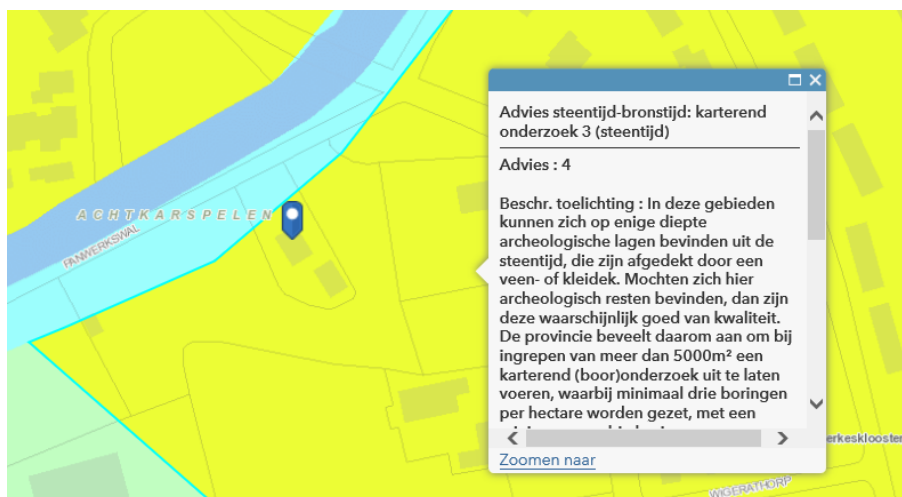 Advies steentijd-bronstijd: karterend
onderzoek 3 (steentijd)
Advies : 4
Beschr. toelichting : In deze gebieden
kunnen zich op enige diepte
archeologische lagen bevinden uit de
steentijd, die zijn afgedekt door een
veen- of kleidek. Mochten zich hier
archeologisch resten bevinden, dan zijn
deze waarschijnlijk goed van kwaliteit.
De provincie beveelt daarom aan om bij
ingrepen van meer dan 5000m² een
karterend (boor)onderzoek uit te laten
voeren, waarbij minimaal drie boringen
per hectare worden gezet, met een
Zoomen naar
ACHTKARSPELEN
PANWERKSWAL
erkesklooster
WIGERATHORP